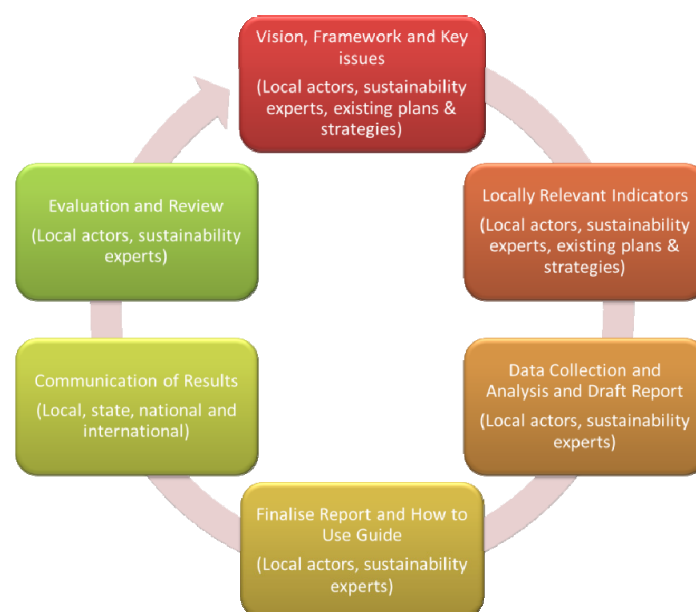 Vision, Framework and Key
issues
(Local actors, sustainability
experts, existing plans &
strategies)
Locally Relevant Indicators
(Local actors, sustainability
experts, existing plans &
strategies)
Data Collection and
Analysis and Draft Report
(Local actors, sustainability
experts)
Finalise Report and How to
Use Guide
(Local actors, sustainability
experts)
Communication of Results
(Local, state, national and
international)
Evaluation and Review
(Local actors, sustainability
experts)